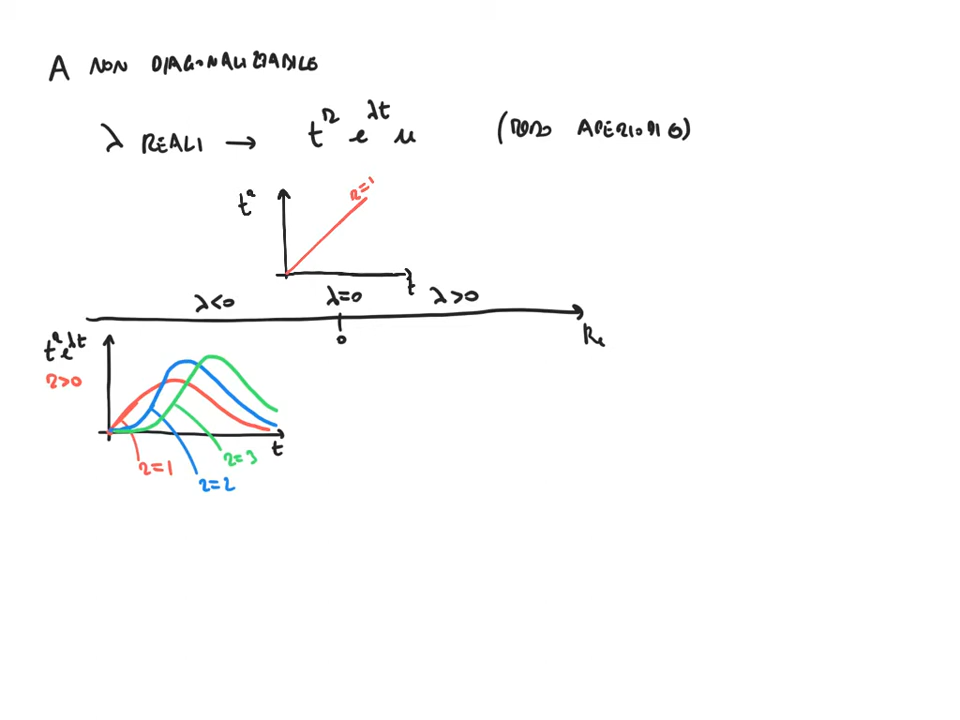 A NON DIAGONALIZZABILE
λ REALI → t^r e^{λt} u (MODO APERIODICO)
t^r
r=1
t
λ<0 λ=0 λ>0
0
Re
t^r e^{λt}
r>0
t
r=1
r=2
r=3